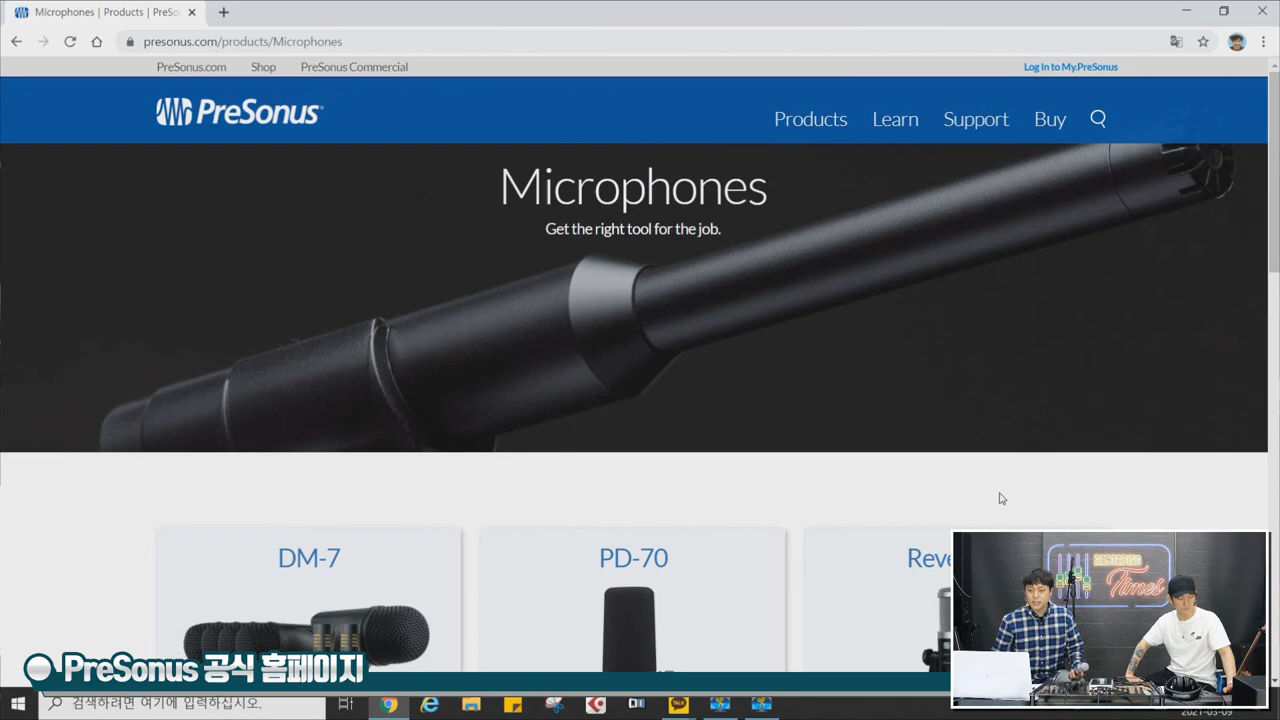 Microphones | Products | PreSo
presonus.com/products/Microphones
PreSonus.com Shop PreSonus Commercial Log In to My.PreSonus
PreSonus
Products Learn Support Buy
Microphones
Get the right tool for the job.
DM-7 PD-70 Reve
RECORDING
Times
PreSonus 공식 홈페이지
검색하려면 여기에 입력하십시오.
TALK
2021-03-09